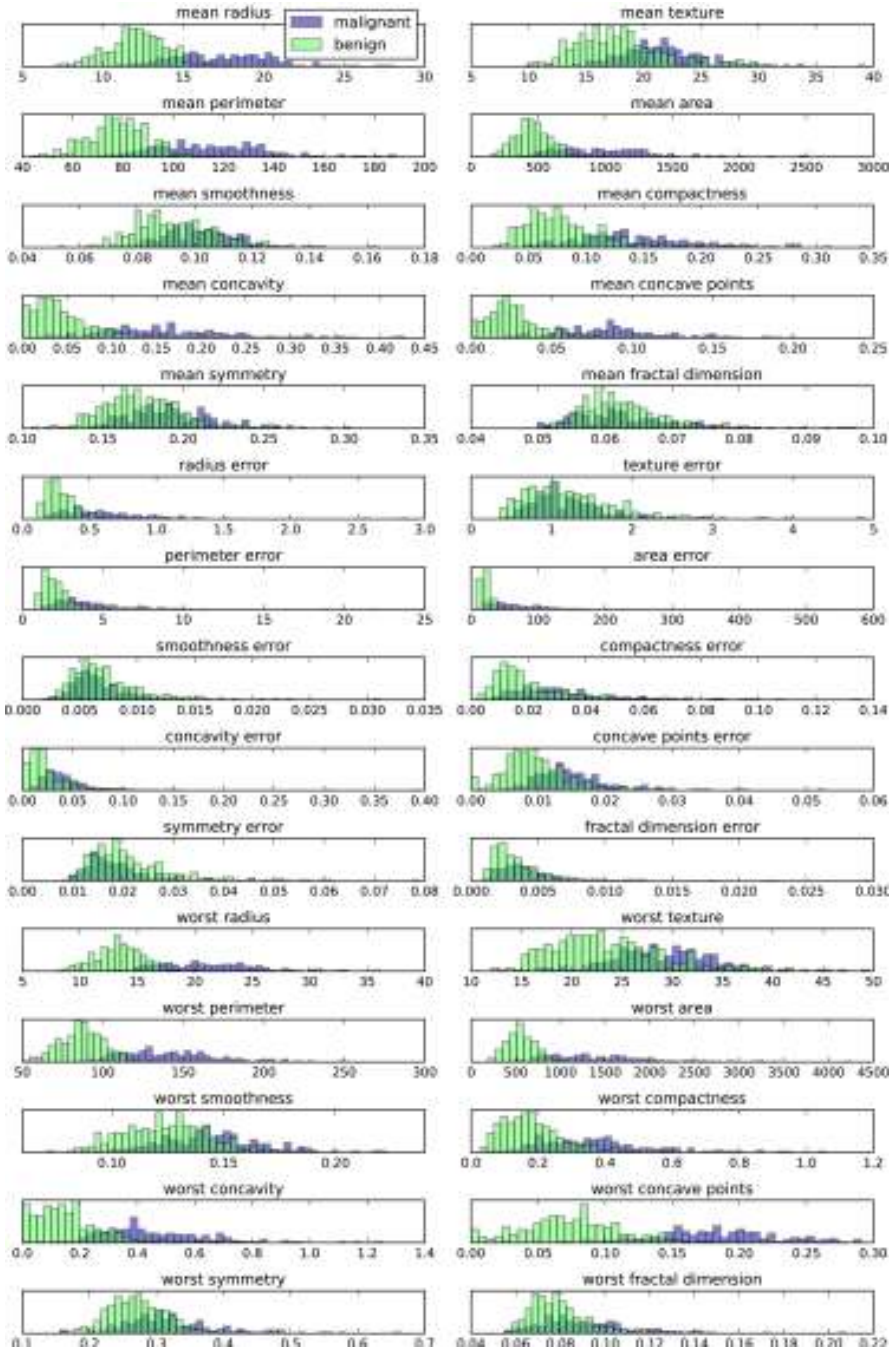 mean radius
malignant
benign
5 10 15 20 25 30
mean texture
5 10 15 20 25 30 35 40
mean perimeter
40 60 80 100 120 140 160 180 200
mean area
0 500 1000 1500 2000 2500 3000
mean smoothness
0.04 0.06 0.08 0.10 0.12 0.14 0.16 0.18
mean compactness
0.00 0.05 0.10 0.15 0.20 0.25 0.30 0.35
mean concavity
0.00 0.05 0.10 0.15 0.20 0.25 0.30 0.35 0.40 0.45
mean concave points
0.00 0.05 0.10 0.15 0.20 0.25
mean symmetry
0.10 0.15 0.20 0.25 0.30 0.35
mean fractal dimension
0.04 0.05 0.06 0.07 0.08 0.09 0.10
radius error
0.0 0.5 1.0 1.5 2.0 2.5 3.0
texture error
0 1 2 3 4 5
perimeter error
0 5 10 15 20 25
area error
0 100 200 300 400 500 600
smoothness error
0.000 0.005 0.010 0.015 0.020 0.025 0.030 0.035
compactness error
0.00 0.02 0.04 0.06 0.08 0.10 0.12 0.14
concavity error
0.00 0.05 0.10 0.15 0.20 0.25 0.30 0.35 0.40
concave points error
0.00 0.01 0.02 0.03 0.04 0.05 0.06
symmetry error
0.00 0.01 0.02 0.03 0.04 0.05 0.06 0.07 0.08
fractal dimension error
0.000 0.005 0.010 0.015 0.020 0.025 0.030
worst radius
5 10 15 20 25 30 35 40
worst texture
10 15 20 25 30 35 40 45 50
worst perimeter
50 100 150 200 250 300
worst area
0 500 1000 1500 2000 2500 3000 3500 4000 4500
worst smoothness
0.10 0.15 0.20
worst compactness
0.0 0.2 0.4 0.6 0.8 1.0 1.2
worst concavity
0.0 0.2 0.4 0.6 0.8 1.0 1.2 1.4
worst concave points
0.00 0.05 0.10 0.15 0.20 0.25 0.30
worst symmetry
0.1 0.2 0.3 0.4 0.5 0.6 0.7
worst fractal dimension
0.04 0.06 0.08 0.10 0.12 0.14 0.16 0.18 0.20 0.22